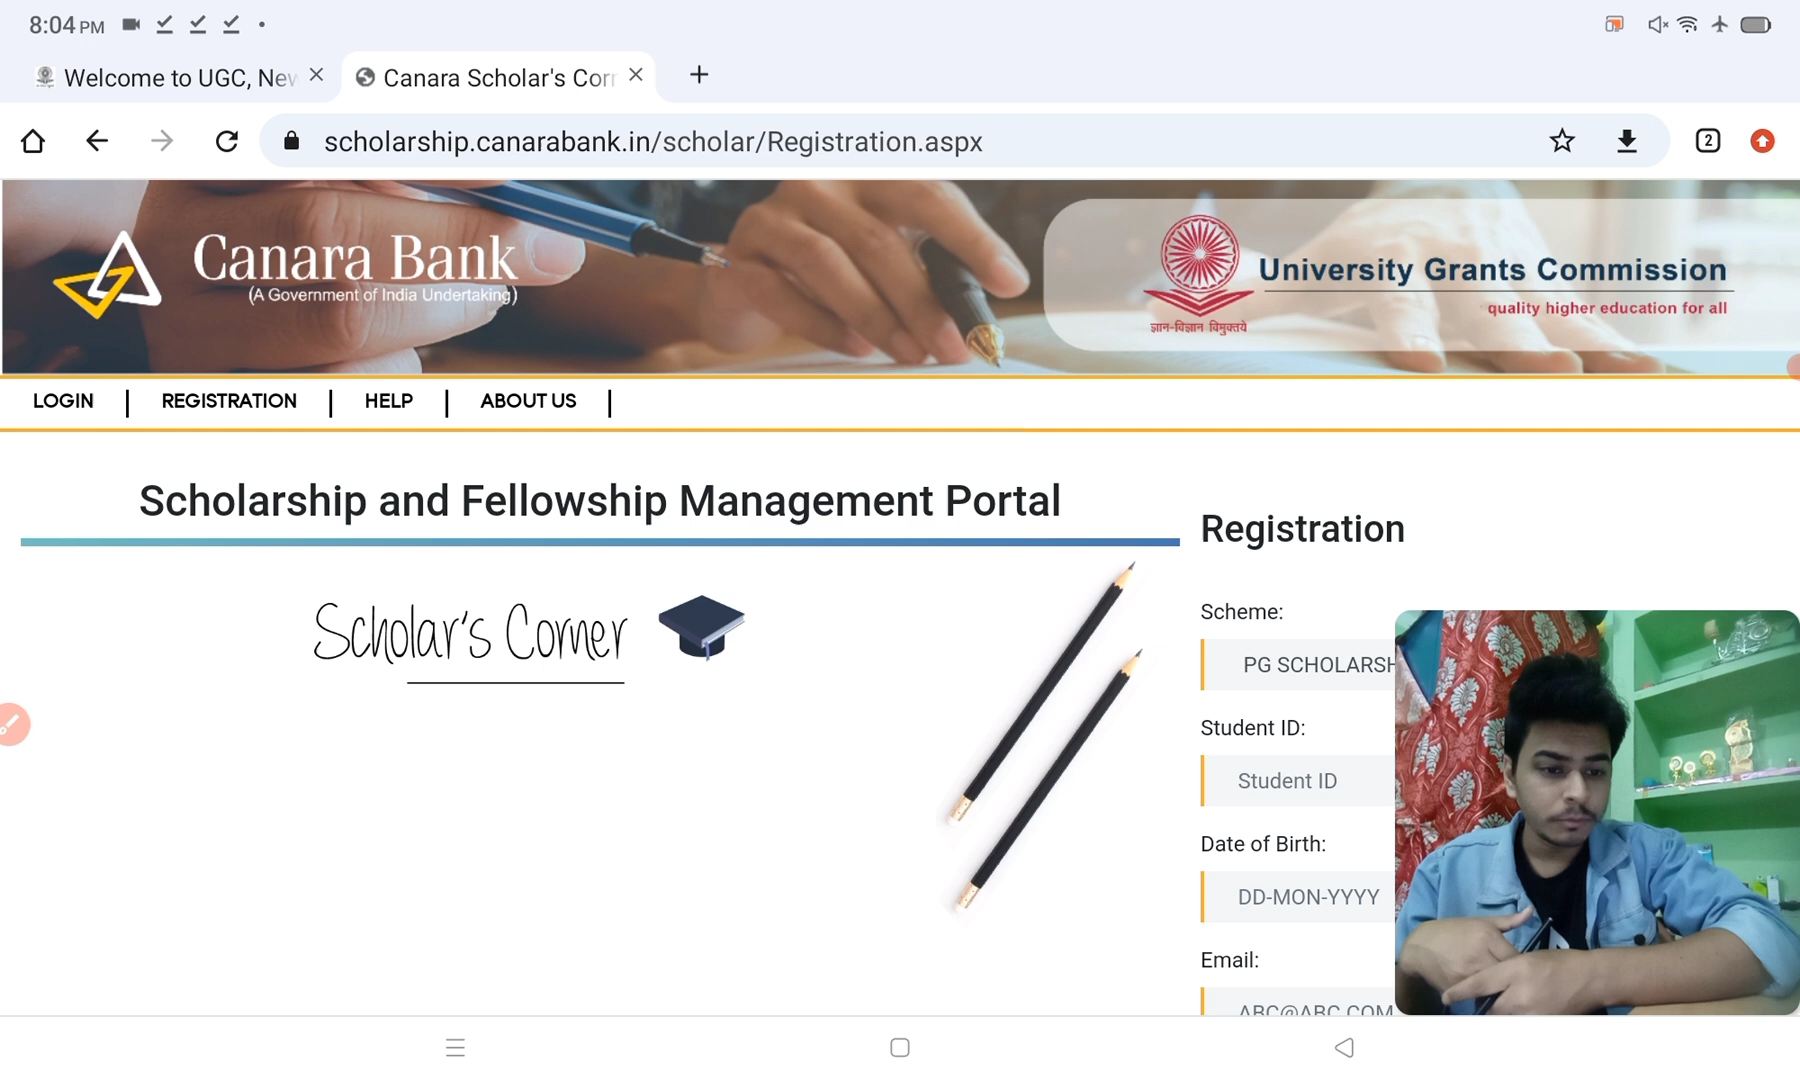 8:04 PM
Welcome to UGC, New
Canara Scholar's Corr
scholarship.canarabank.in/scholar/Registration.aspx
2
Canara Bank
(A Government of India Undertaking)
University Grants Commission
quality higher education for all
ज्ञान-विज्ञान विमुक्तये
LOGIN
REGISTRATION
HELP
ABOUT US
Scholarship and Fellowship Management Portal
Scholar's Corner
Registration
Scheme:
PG SCHOLARSH
Student ID:
Student ID
Date of Birth:
DD-MON-YYYY
Email:
ABC@ABC.COM